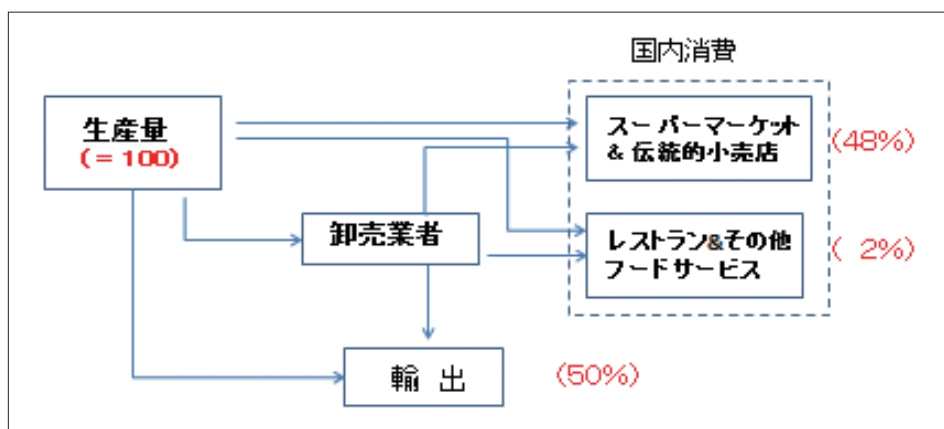 国内消費
生産量
(= 100)
スーパーマーケット
& 伝統的小売店
(48%)
卸売業者
レストラン&その他
フードサービス
( 2%)
輸 出
(50%)